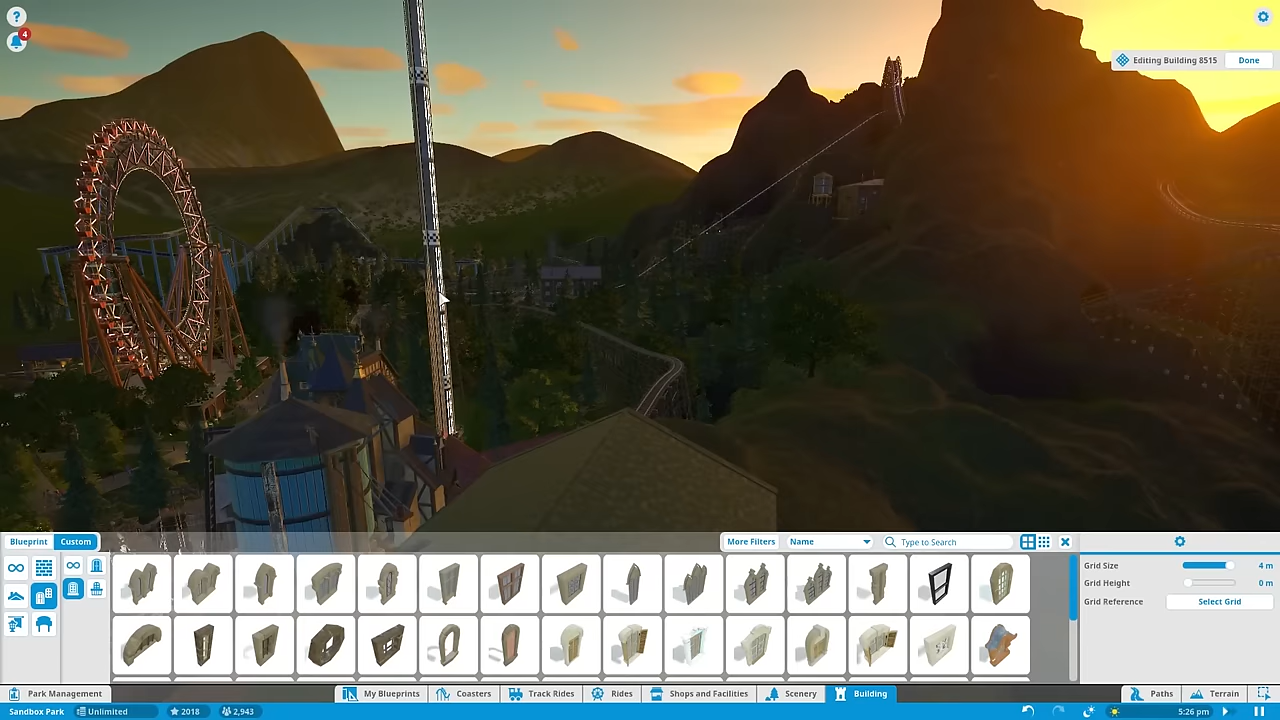 ?
4
Editing Building 8515 Done
Blueprint Custom
More Filters Name Type to Search
Grid Size 4 m
Grid Height 0 m
Grid Reference Select Grid
Park Management My Blueprints Coasters Track Rides Rides Shops and Facilities Scenery Building Paths Terrain
Sandbox Park Unlimited 2018 2,943 5:26 pm